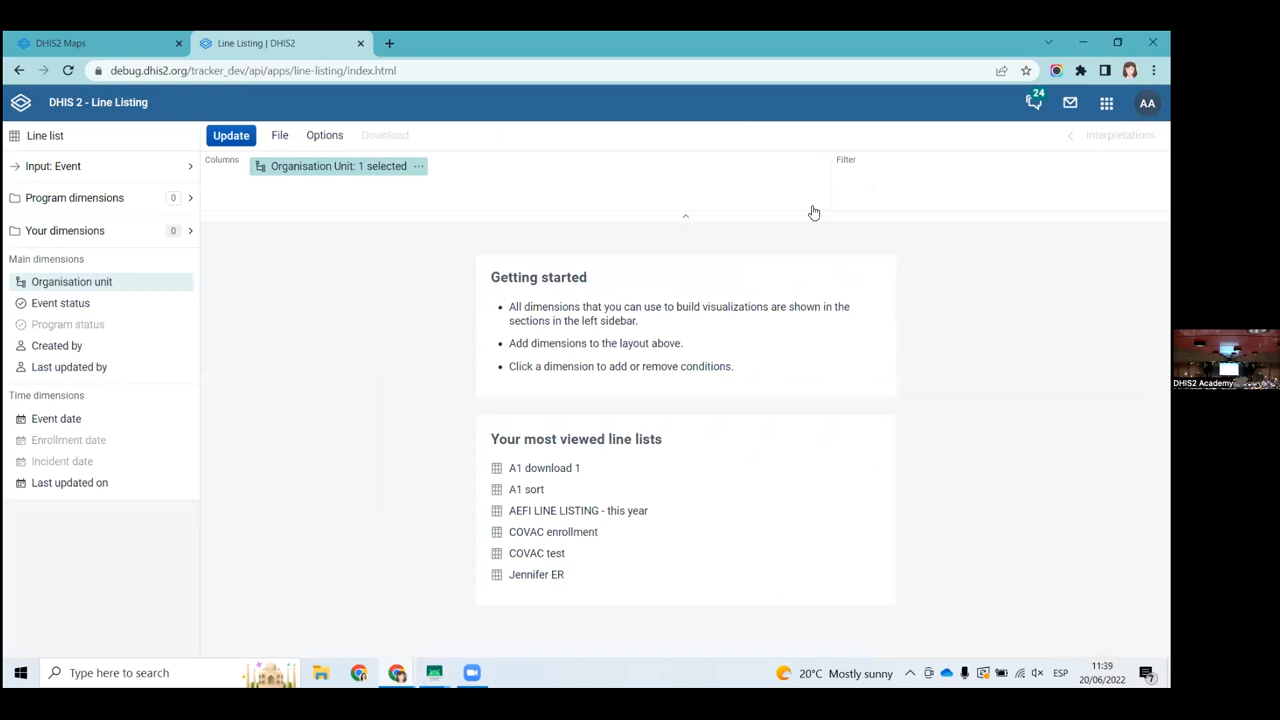 DHIS2 Maps
Line Listing | DHIS2
debug.dhis2.org/tracker_dev/api/apps/line-listing/index.html
DHIS 2 - Line Listing
24
AA
Line list
Update
File
Options
Download
Interpretations
Input: Event
Columns
Organisation Unit: 1 selected
Filter
Program dimensions
0
Your dimensions
0
Main dimensions
Organisation unit
Event status
Program status
Created by
Last updated by
Time dimensions
Event date
Enrollment date
Incident date
Last updated on
Getting started
All dimensions that you can use to build visualizations are shown in the
sections in the left sidebar.
Add dimensions to the layout above.
Click a dimension to add or remove conditions.
Your most viewed line lists
A1 download 1
A1 sort
AEFI LINE LISTING - this year
COVAC enrollment
COVAC test
Jennifer ER
DHIS2 Academy
Type here to search
20°C Mostly sunny
ESP
11:39
20/06/2022
7